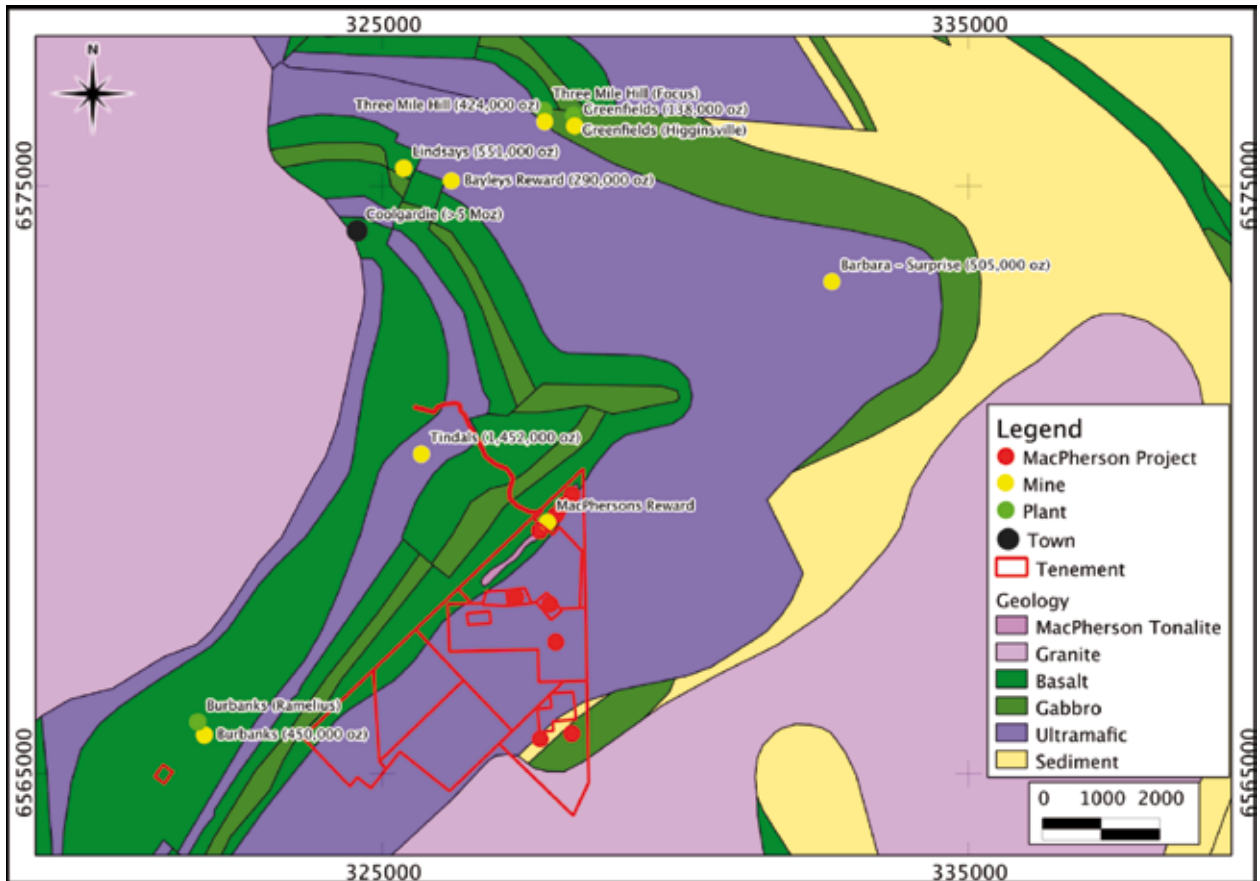 325000
335000
N
Three Mile Hill (Focus)
Three Mile Hill (424,000 oz)
Greenfields (138,000 oz)
Greenfields (Higginsville)
Lindsays (551,000 oz)
Bayleys Reward (290,000 oz)
6575000
6575000
Coolgardie (>5 Moz)
Barbara - Surprise (505,000 oz)
Tindals (1,452,000 oz)
MacPhersons Reward
Burbanks (Ramelius)
Burbanks (450,000 oz)
6565000
6565000
Legend
MacPherson Project
Mine
Plant
Town
Tenement
Geology
MacPherson Tonalite
Granite
Basalt
Gabbro
Ultramafic
Sediment
0 1000 2000
325000
335000